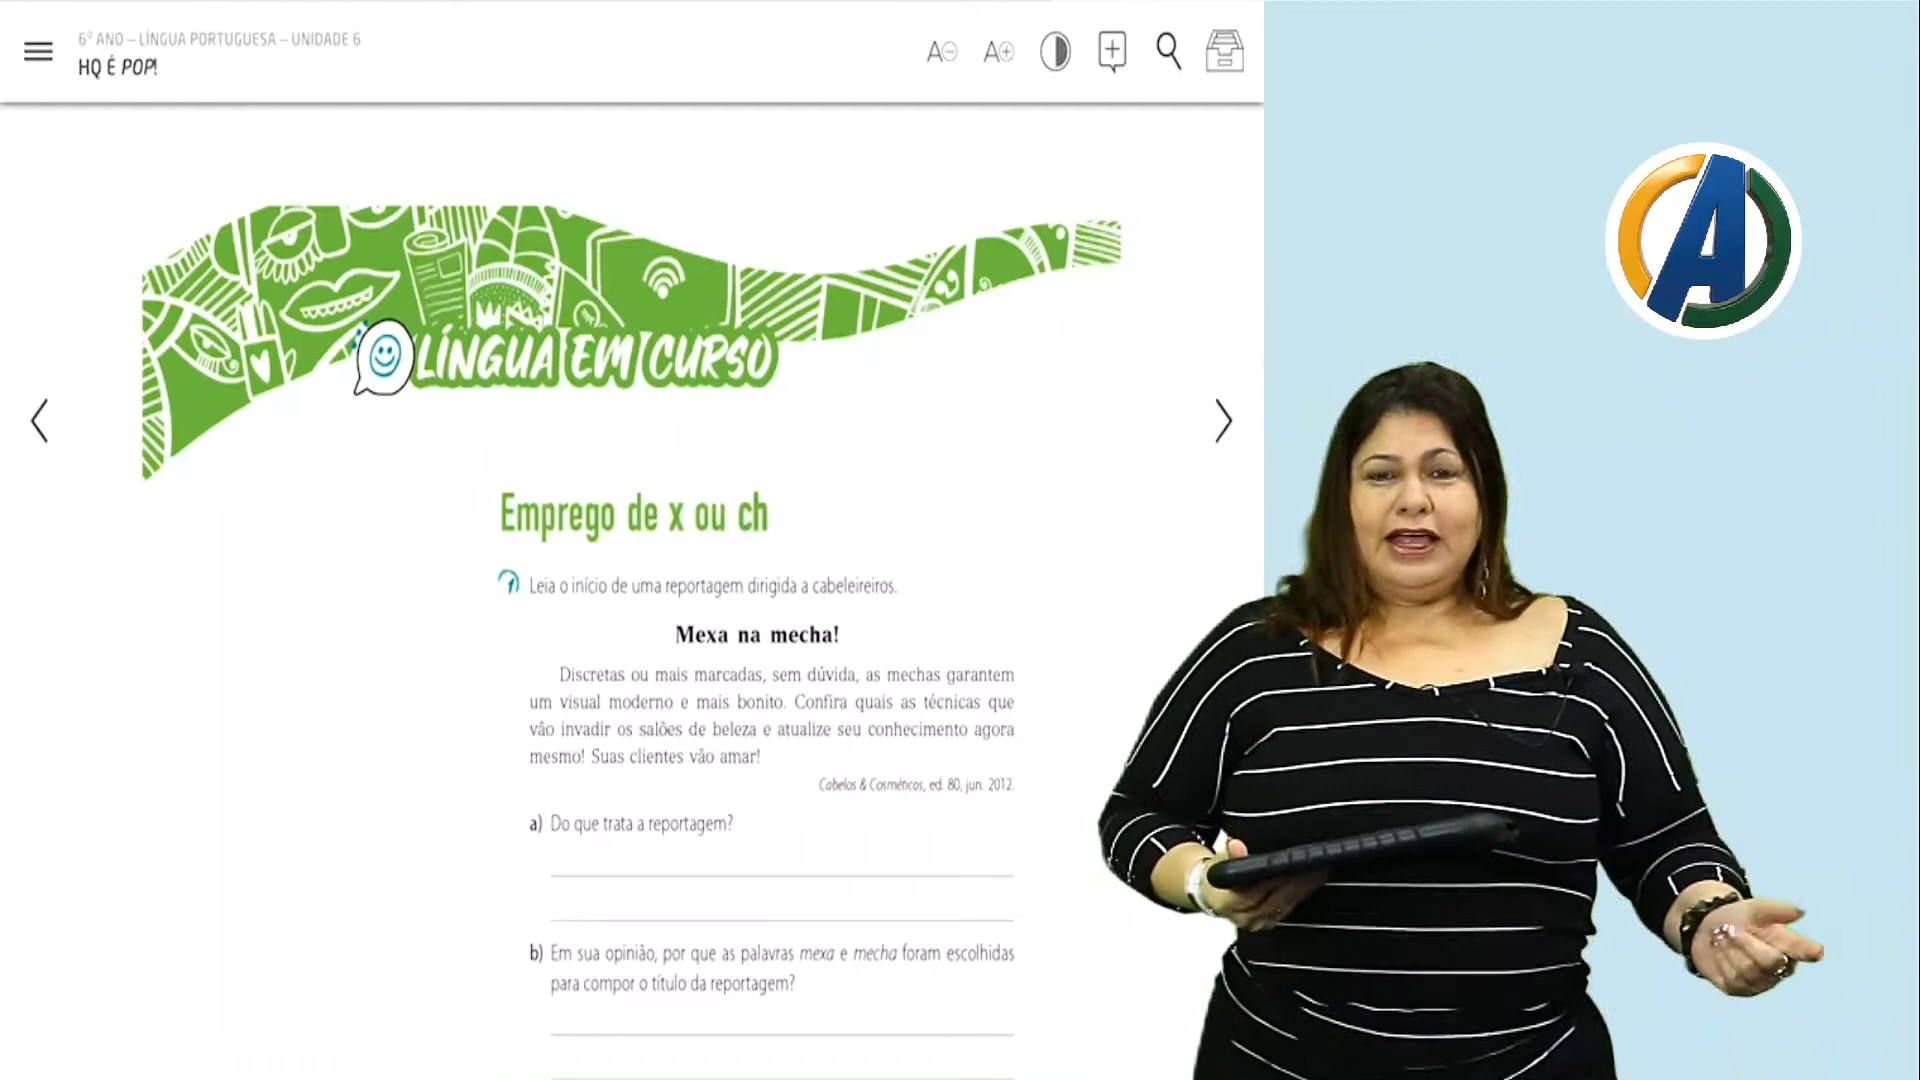 6º ANO – LÍNGUA PORTUGUESA – UNIDADE 6
HQ É POP!
A
A
LÍNGUA EM CURSO
Emprego de x ou ch
1 Leia o início de uma reportagem dirigida a cabeleireiros.
Mexa na mecha!
Discretas ou mais marcadas, sem dúvida, as mechas garantem
um visual moderno e mais bonito. Confira quais as técnicas que
vão invadir os salões de beleza e atualize seu conhecimento agora
mesmo! Suas clientes vão amar!
Cabelos & Cosméticos, ed. 80, jun. 2012.
a) Do que trata a reportagem?
b) Em sua opinião, por que as palavras mexa e mecha foram escolhidas
para compor o título da reportagem?
A